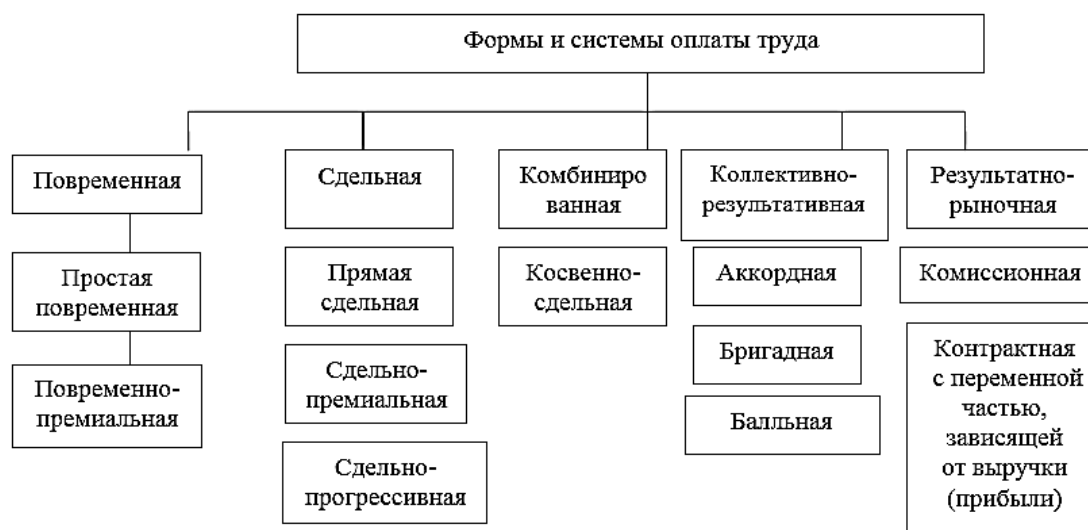 Формы и системы оплаты труда
Повременная
Простая
повременная
Повременно-
премиальная
Сдельная
Прямая
сдельная
Сдельно-
премиальная
Сдельно-
прогрессивная
Комбиниро
ванная
Косвенно-
сдельная
Коллективно-
результативная
Аккордная
Бригадная
Балльная
Результатно-
рыночная
Комиссионная
Контрактная
с переменной
частью,
зависящей
от выручки
(прибыли)